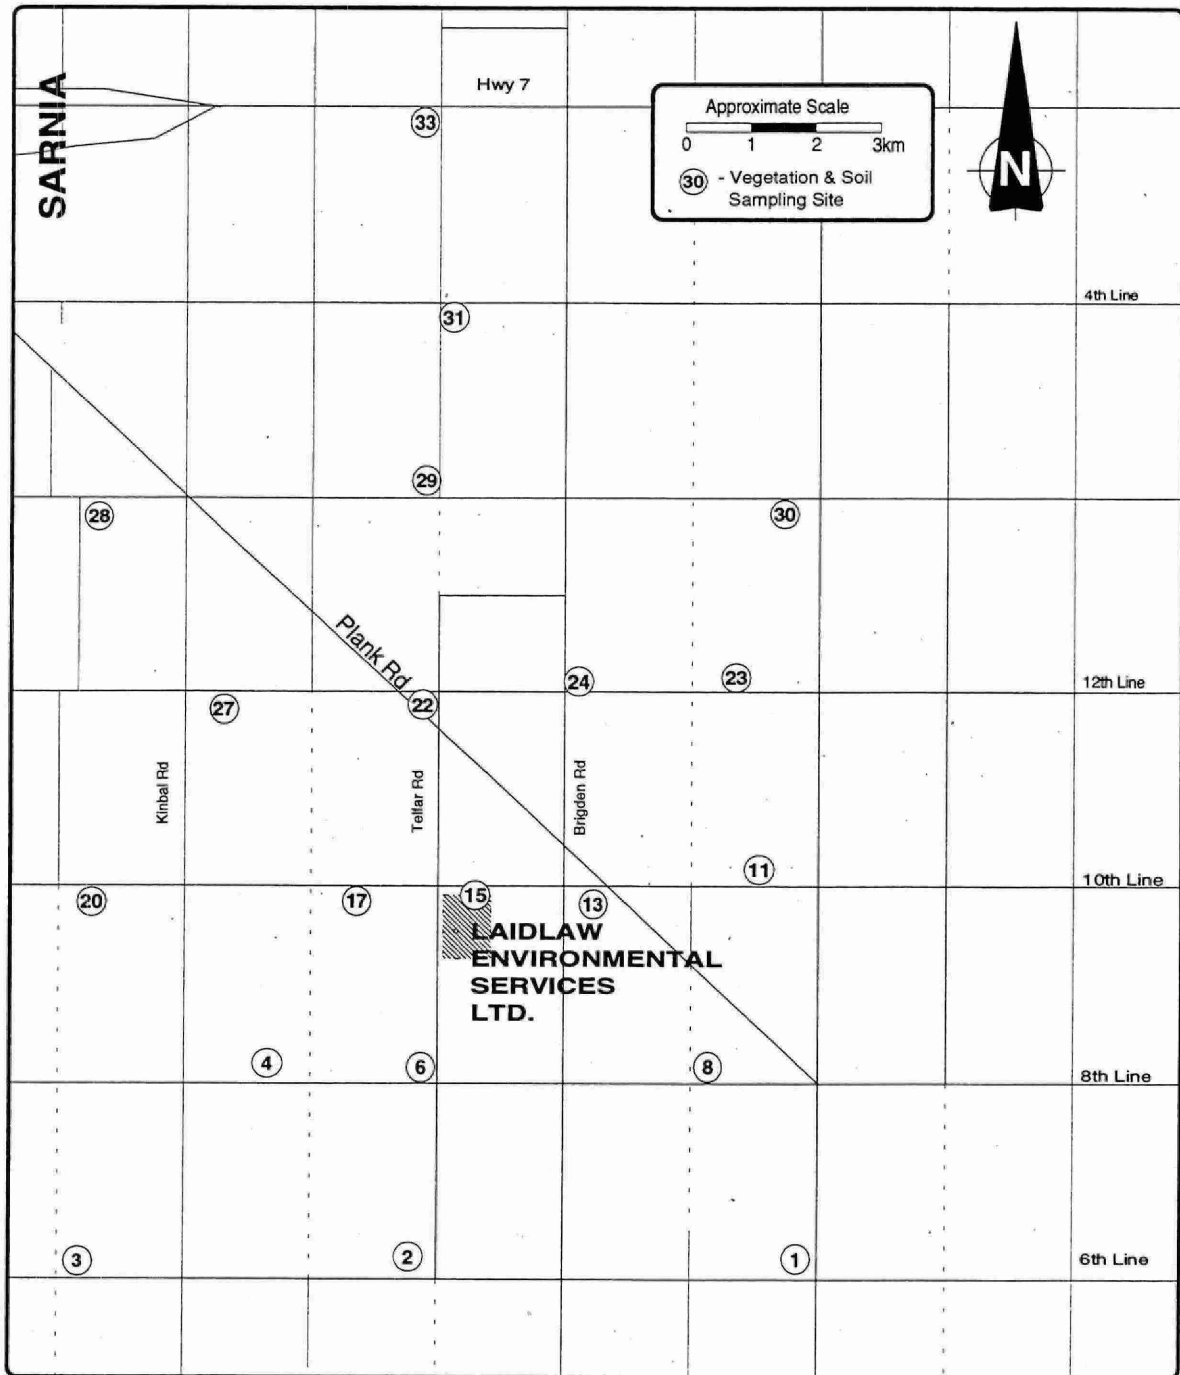 Hwy 7
SARNIA
Approximate Scale
0 1 2 3km
30 - Vegetation & Soil
Sampling Site
N
33
4th Line
31
29
28
30
Plank Rd
24
23
12th Line
27
22
Kinbal Rd
Telfar Rd
Brigden Rd
11
10th Line
20
17
15
13
LAIDLAW
ENVIRONMENTAL
SERVICES
LTD.
4
6
8
8th Line
3
2
1
6th Line